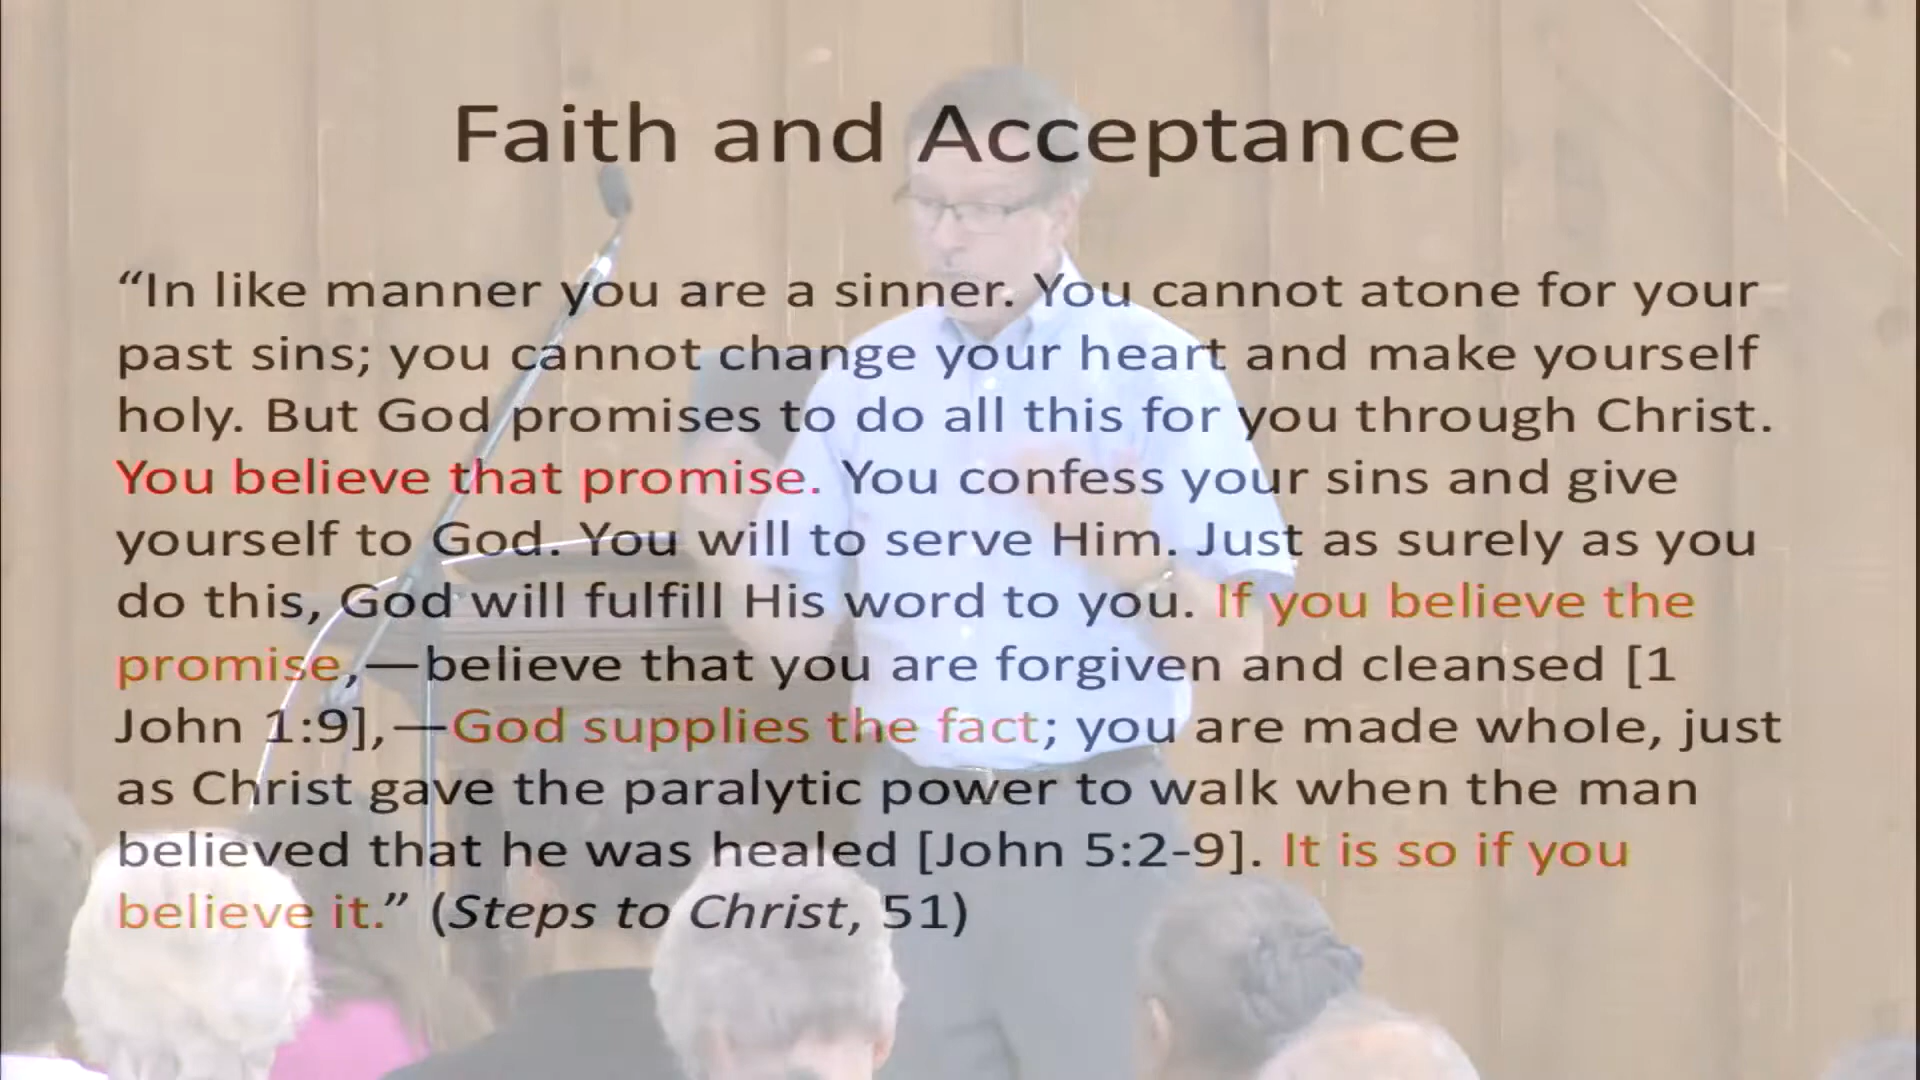 Faith and Acceptance
“In like manner you are a sinner. You cannot atone for your
past sins; you cannot change your heart and make yourself
holy. But God promises to do all this for you through Christ.
You believe that promise. You confess your sins and give
yourself to God. You will to serve Him. Just as surely as you
do this, God will fulfill His word to you. If you believe the
promise,—believe that you are forgiven and cleansed [1
John 1:9],—God supplies the fact; you are made whole, just
as Christ gave the paralytic power to walk when the man
believed that he was healed [John 5:2-9]. It is so if you
believe it.” (Steps to Christ, 51)